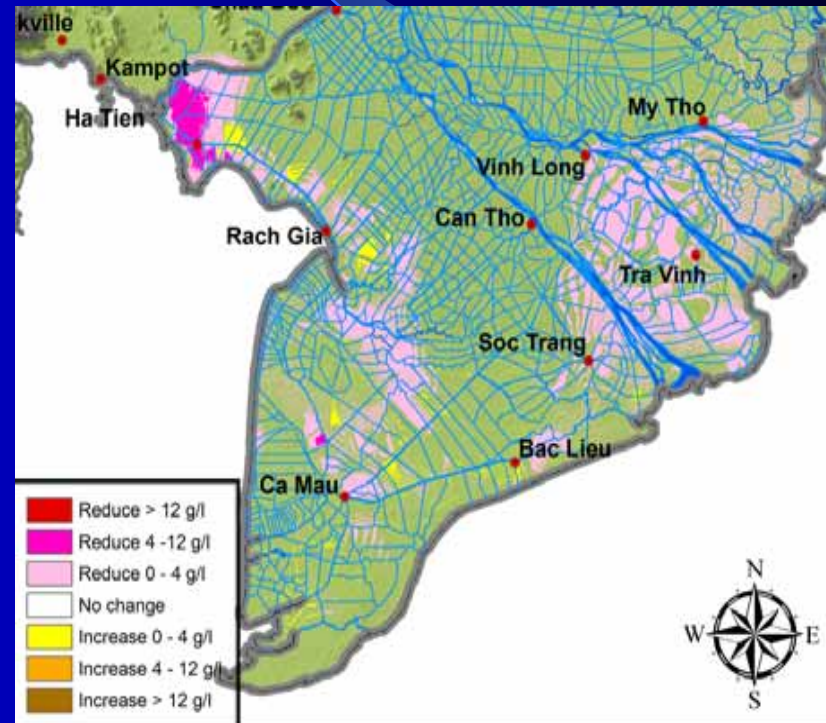 kville
Kampot
Ha Tien
My Tho
Vinh Long
Can Tho
Rach Gia
Tra Vinh
Soc Trang
Bac Lieu
Ca Mau
Reduce > 12 g/l
Reduce 4 -12 g/l
Reduce 0 - 4 g/l
No change
Increase 0 - 4 g/l
Increase 4 - 12 g/l
Increase > 12 g/l
N
W E
S